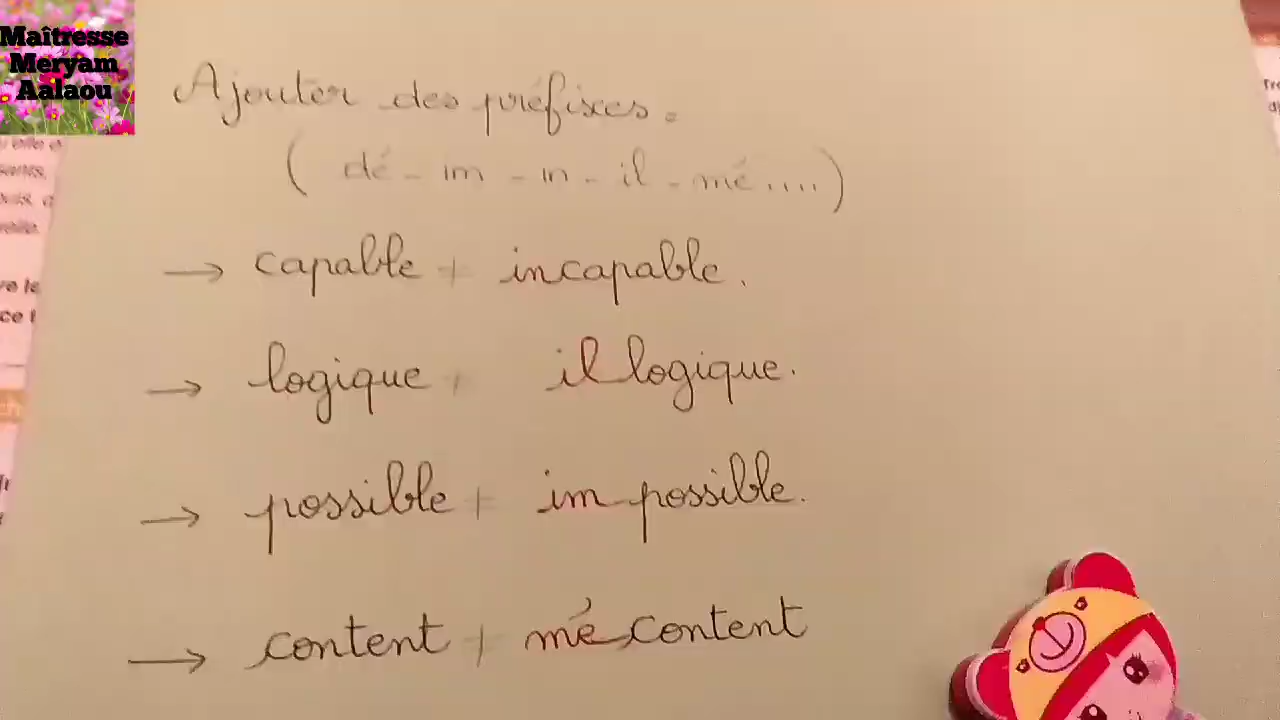 Maîtresse
Meryam
Aalaou
Ajouter des préfixes.
( dé - im - in - il - mé.... )
→ capable + incapable.
→ logique + illogique.
→ possible + impossible.
→ content + mécontent